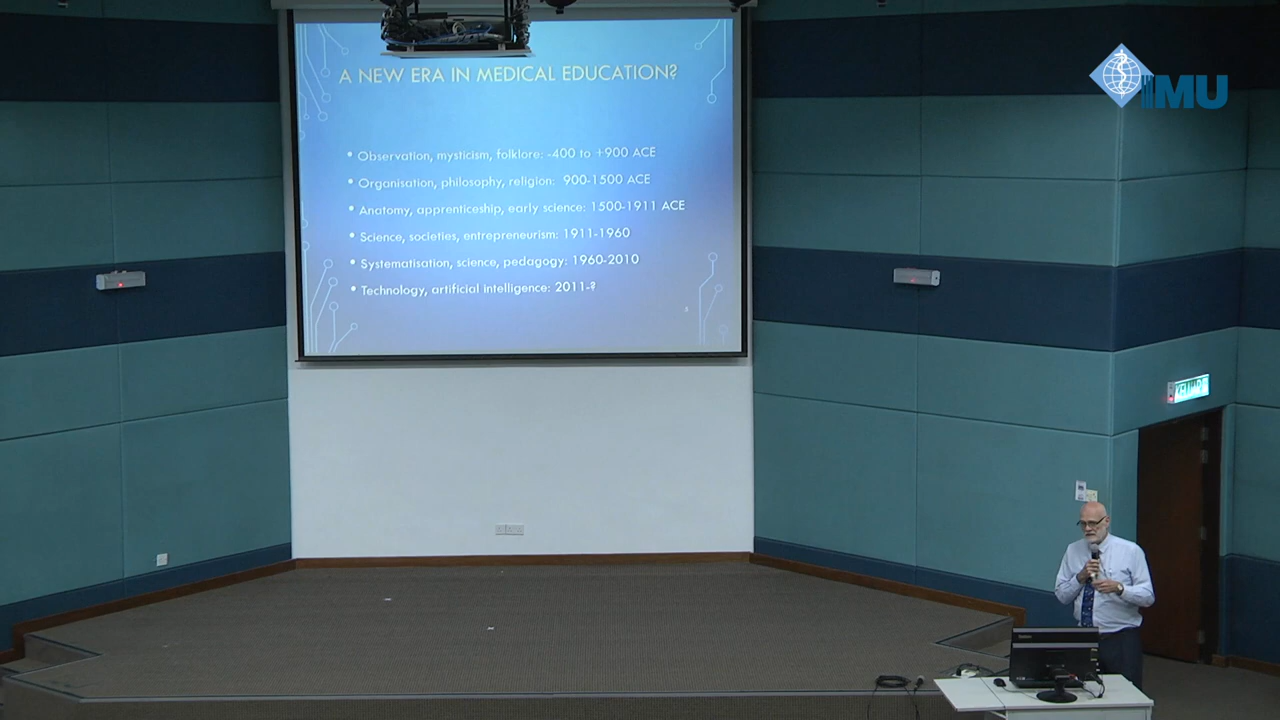 A NEW ERA IN MEDICAL EDUCATION?
• Observation, mysticism, folklore: -400 to +900 ACE
• Organisation, philosophy, religion: 900-1500 ACE
• Anatomy, apprenticeship, early science: 1500-1911 ACE
• Science, societies, entrepreneurism: 1911-1960
• Systematisation, science, pedagogy: 1960-2010
• Technology, artificial intelligence: 2011-?
IMU
KELUAR